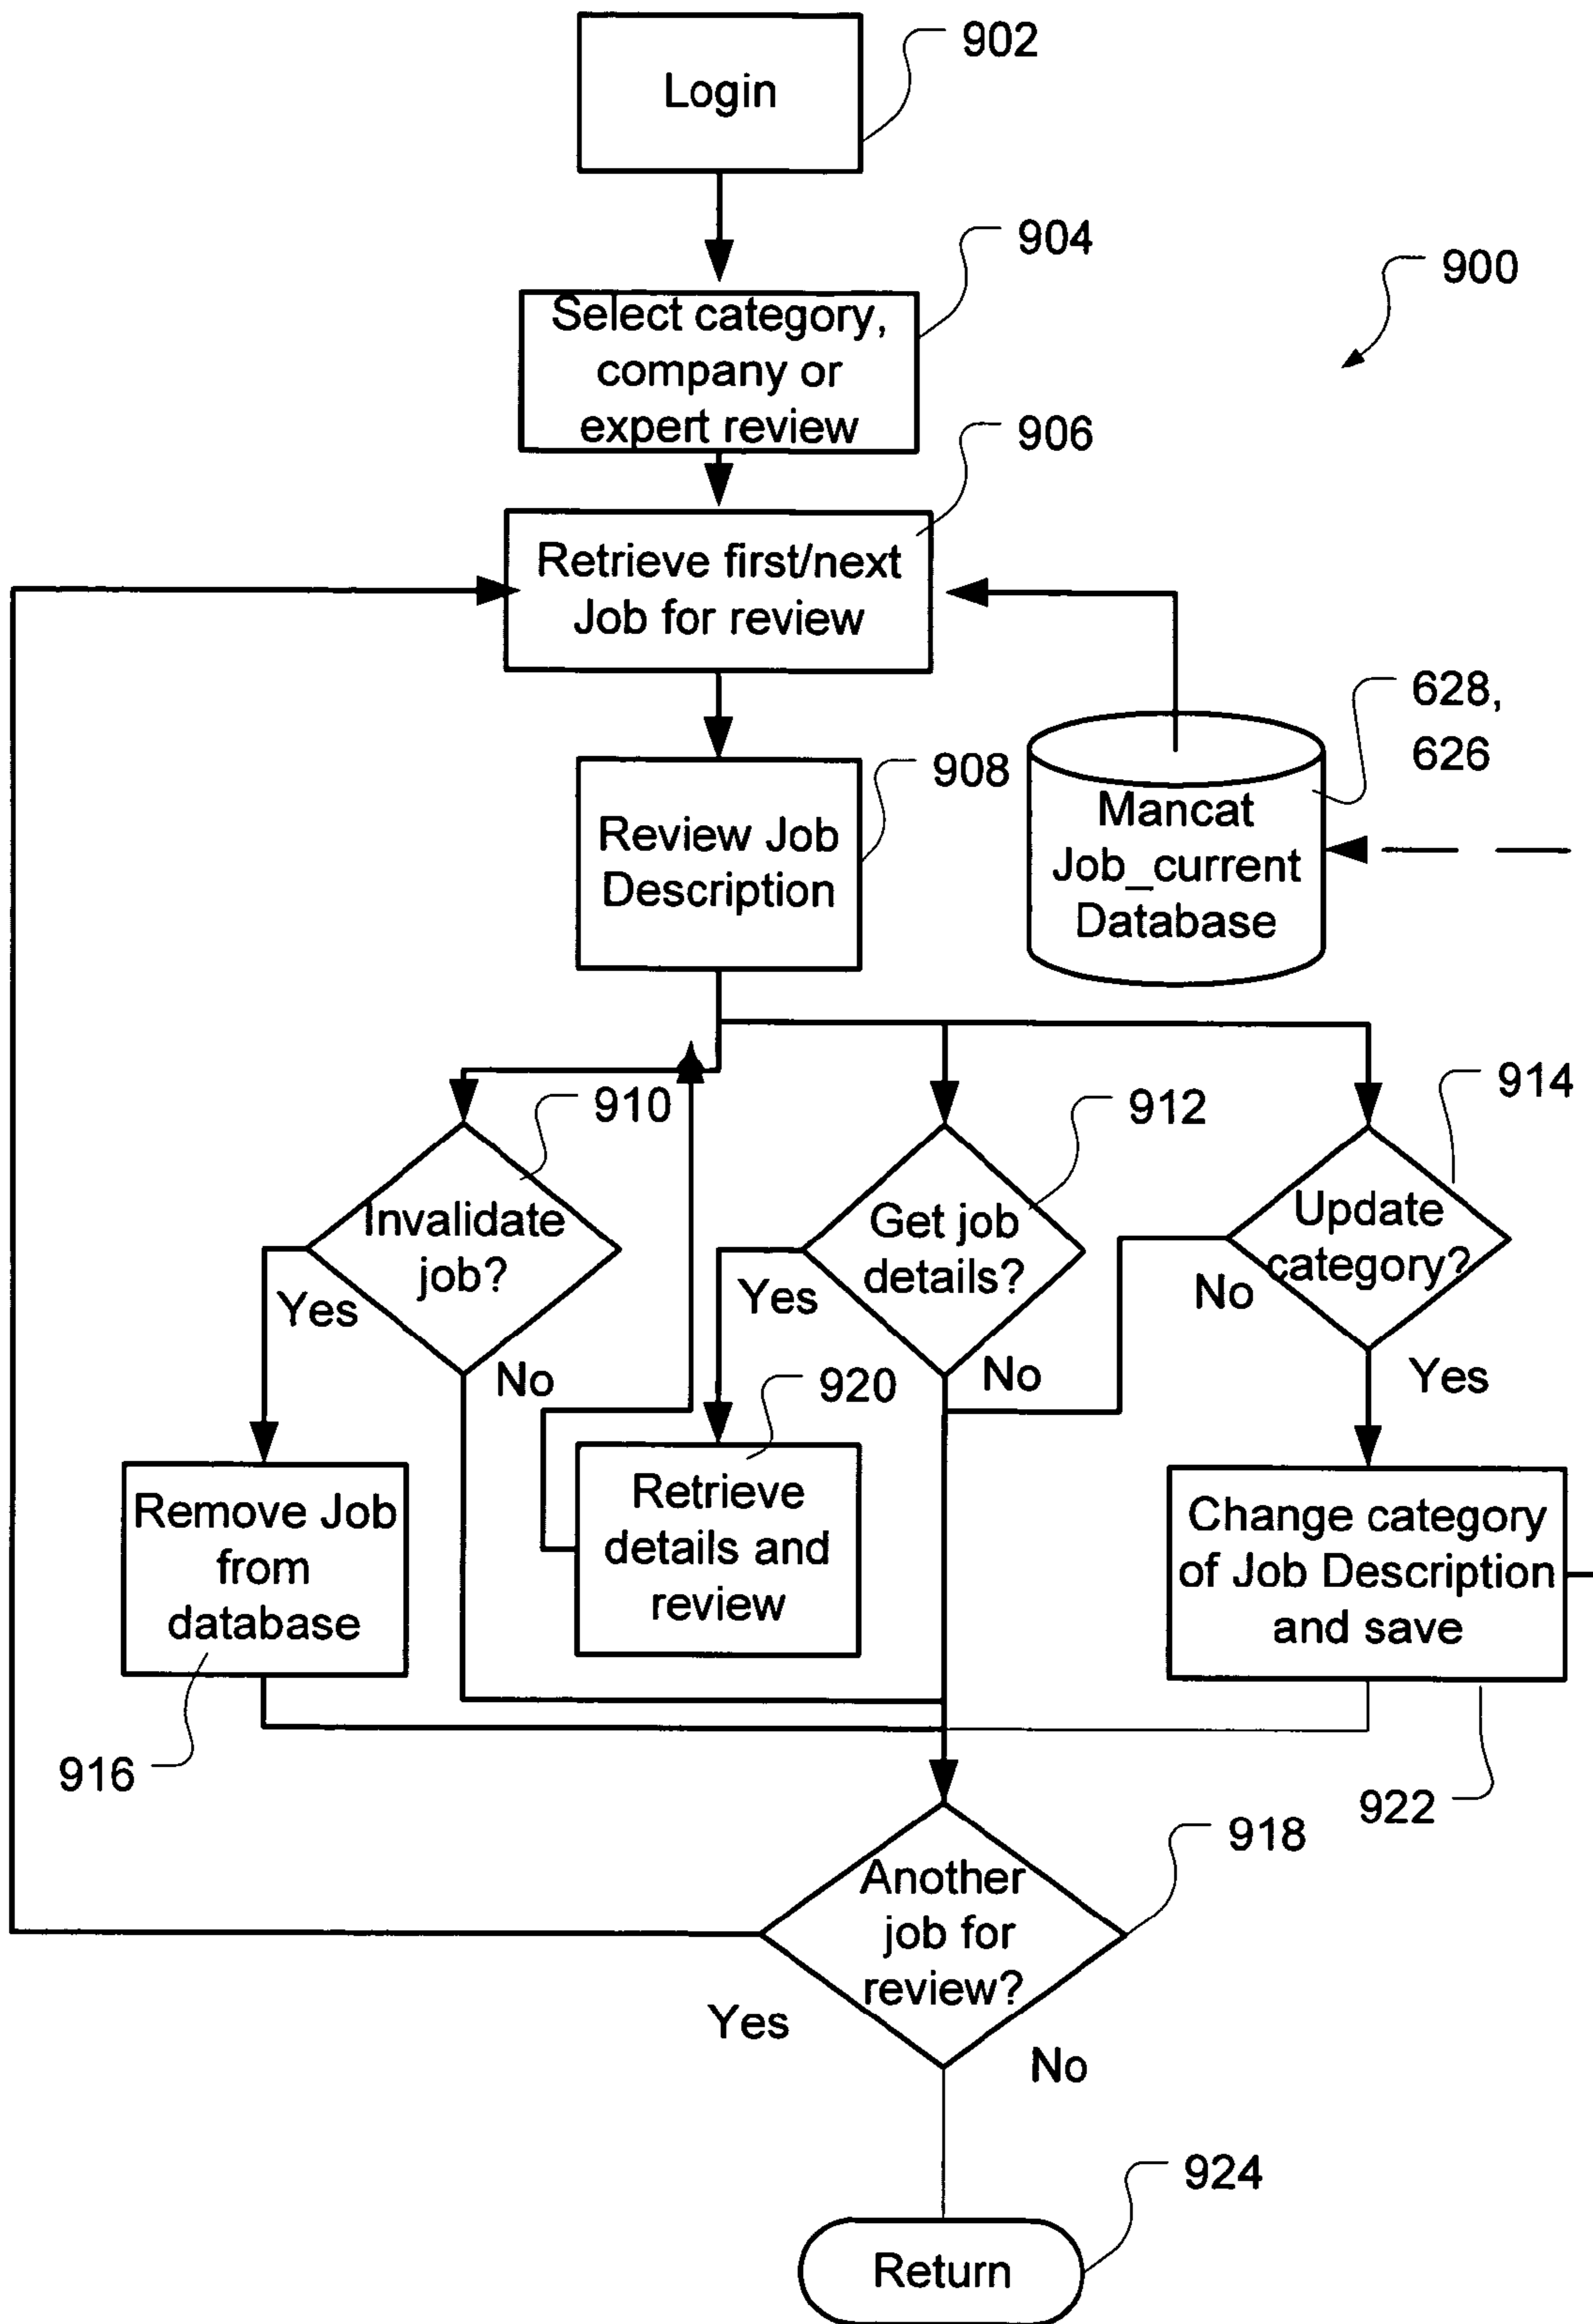 902
Login
904
900
Select category,
company or
expert review
906
Retrieve first/next
Job for review
628,
626
908
Mancat
Job_current
Database
Review Job
Description
910
912
914
Invalidate
job?
Get job
details?
Update
category?
Yes
Yes
No
No
No
Yes
920
Remove Job
from
database
Retrieve
details and
review
Change category
of Job Description
and save
916
922
918
Another
job for
review?
Yes
No
924
Return